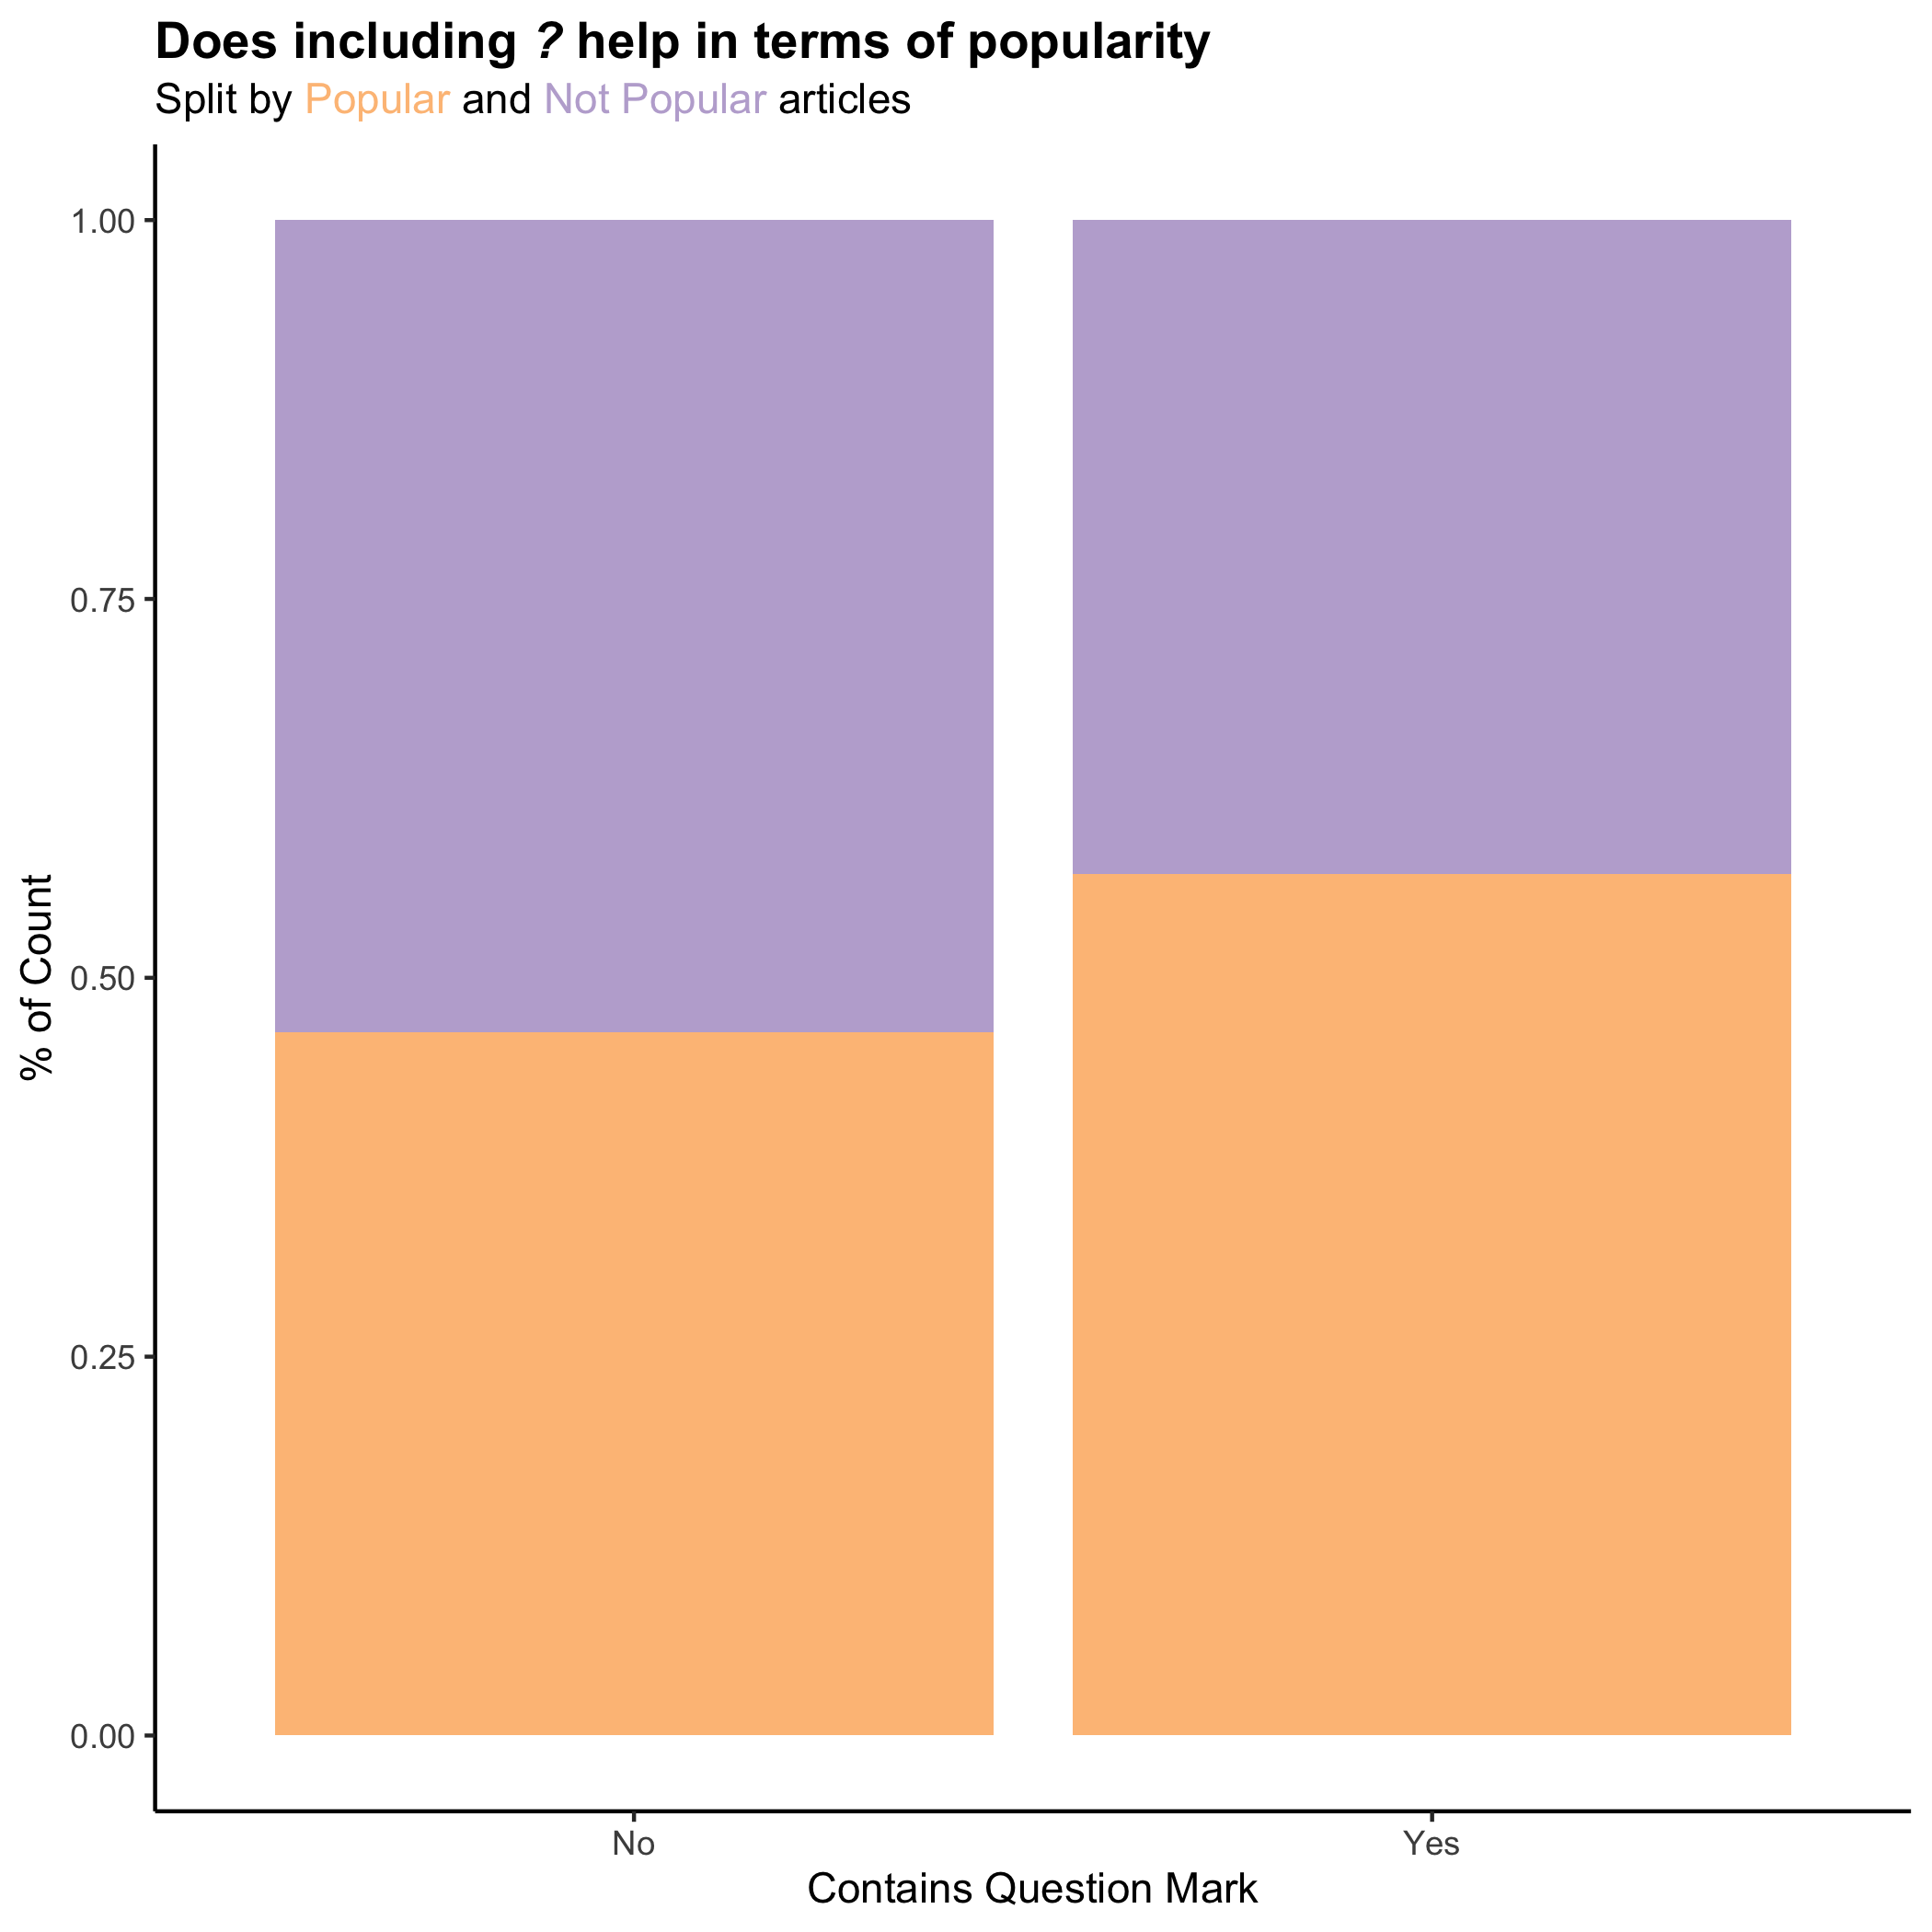 Does including ? help in terms of popularity
Split by Popular and Not Popular articles
1.00
0.75
0.50
0.25
0.00
% of Count
No
Yes
Contains Question Mark